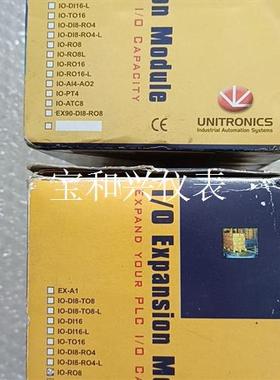 IO-DI16-L
IO-TO16
IO-DI8-RO4
IO-DI8-RO4-L
IO-RO8
IO-RO8L
IO-RO16
IO-RO16-L
IO-AI4-AO2
IO-PT4
IO-ATC8
EX90-DI8-RO8
on Module
I/O CAPACITY
CE
UNITRONICS
Industrial Automation Systems
宝和兴仪表
I/O Expansion Mo
EXPAND YOUR PLC I/O CA
EX-A1
IO-DI8-TO8
IO-DI8-TO8-L
IO-DI16
IO-DI16-L
IO-TO16
IO-DI8-RO4
IO-DI8-RO4-L
IO-RO8